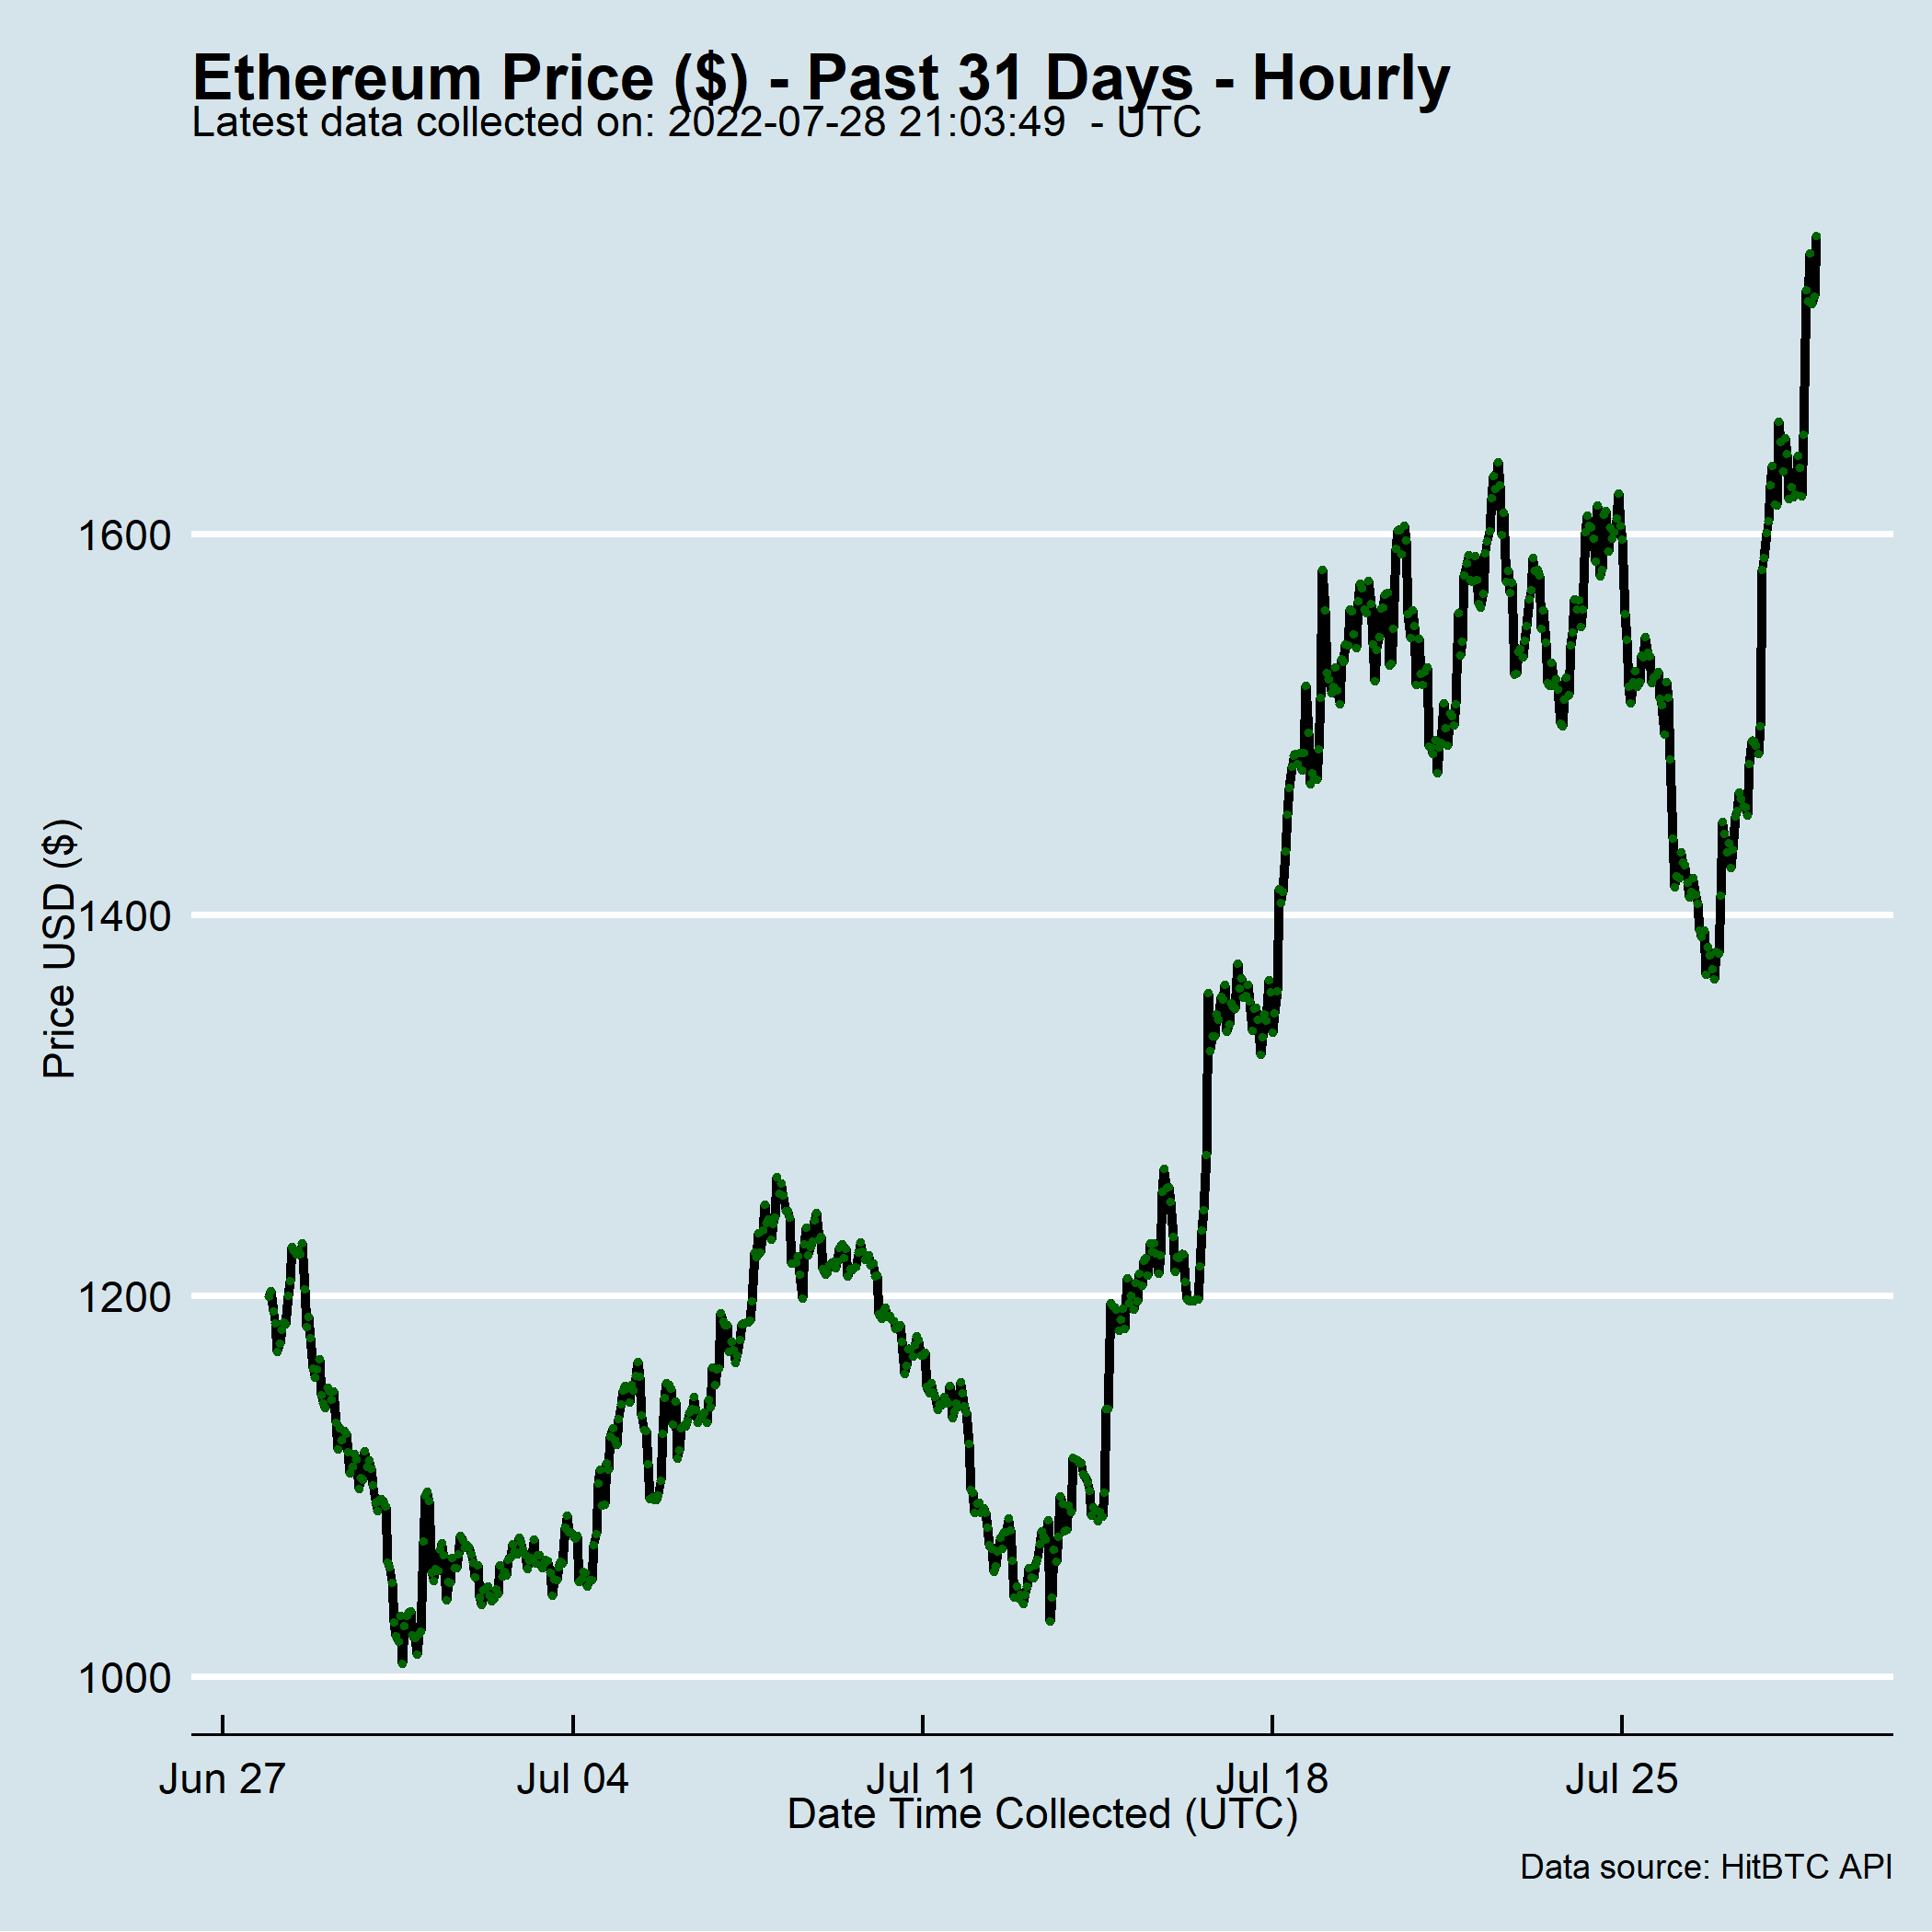 Ethereum Price ($) - Past 31 Days - Hourly
Latest data collected on: 2022-07-28 21:03:49  - UTC
1600
1400
1200
1000
Price USD ($)
Jun 27
Jul 04
Jul 11
Jul 18
Jul 25
Date Time Collected (UTC)
Data source: HitBTC API